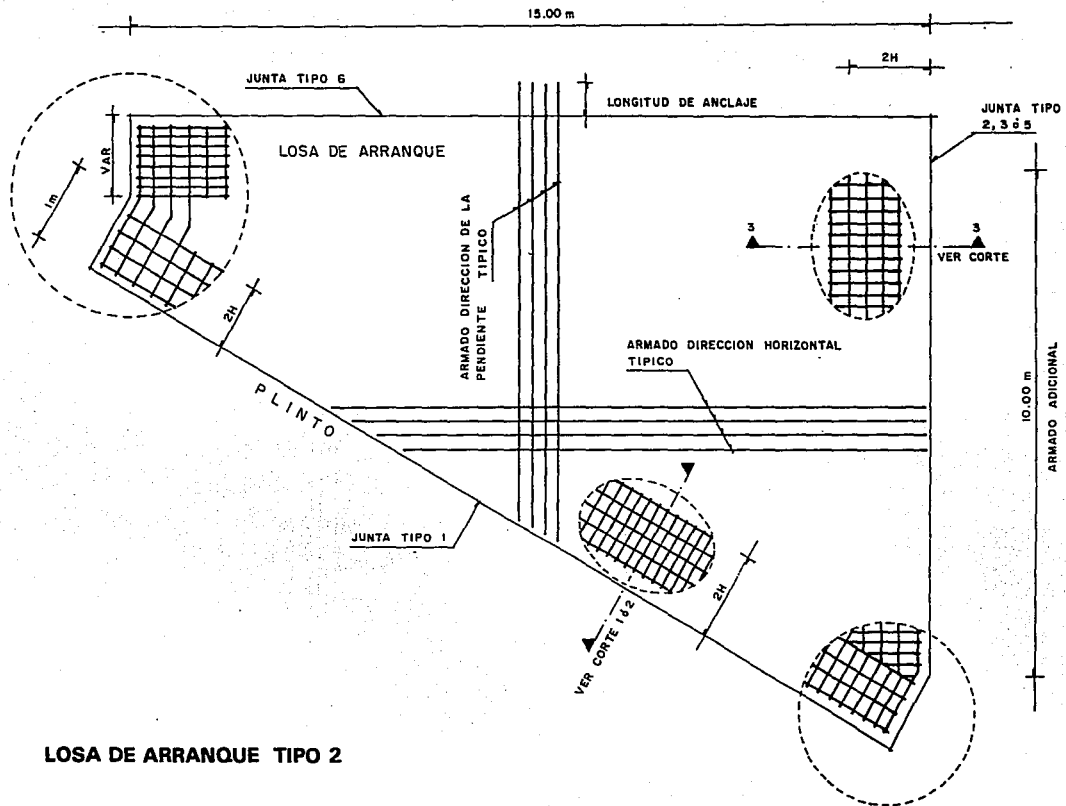 15.00 m
2H
JUNTA TIPO 6
LONGITUD DE ANCLAJE
JUNTA TIPO
2, 3 ó 5
VAR
LOSA DE ARRANQUE
1m
ARMADO DIRECCION DE LA
PENDIENTE TIPICO
3
3
VER CORTE
2H
ARMADO DIRECCION HORIZONTAL
TIPICO
10.00 m
ARMADO ADICIONAL
PLINTO
JUNTA TIPO 1
2H
VER CORTE 1 ó 2
LOSA DE ARRANQUE TIPO 2